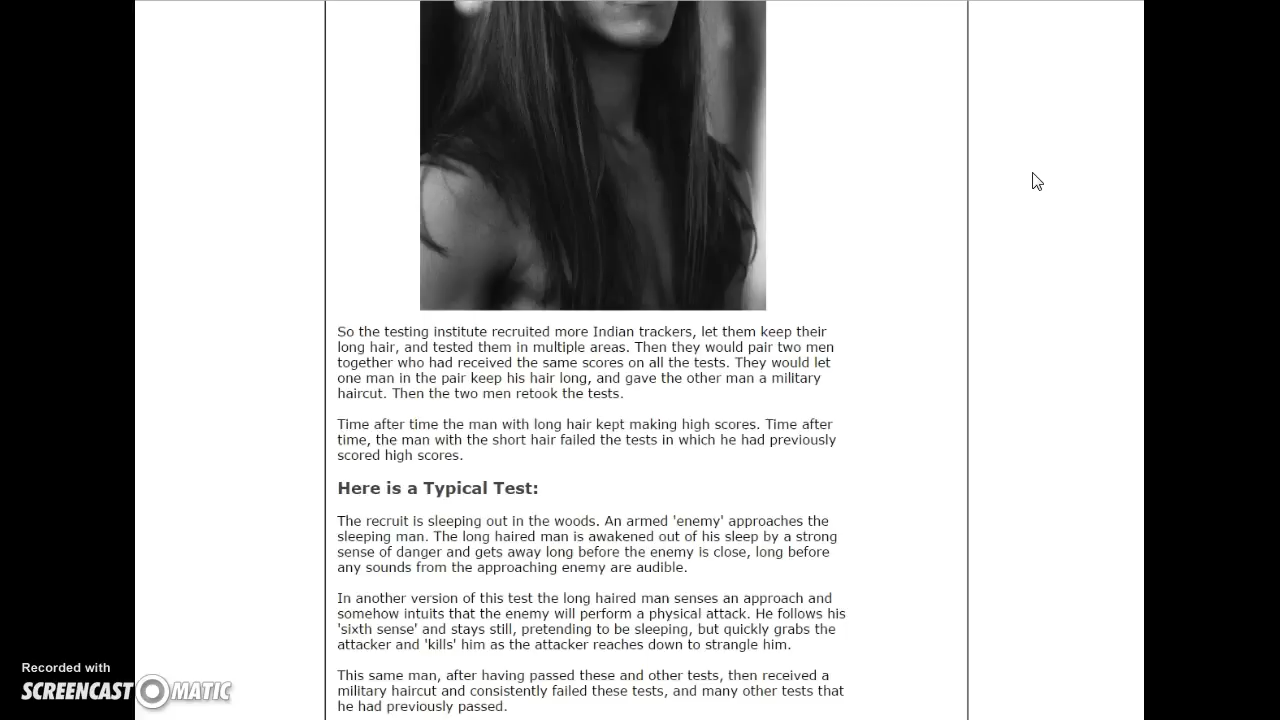 So the testing institute recruited more Indian trackers, let them keep their
long hair, and tested them in multiple areas. Then they would pair two men
together who had received the same scores on all the tests. They would let
one man in the pair keep his hair long, and gave the other man a military
haircut. Then the two men retook the tests.
Time after time the man with long hair kept making high scores. Time after
time, the man with the short hair failed the tests in which he had previously
scored high scores.
Here is a Typical Test:
The recruit is sleeping out in the woods. An armed 'enemy' approaches the
sleeping man. The long haired man is awakened out of his sleep by a strong
sense of danger and gets away long before the enemy is close, long before
any sounds from the approaching enemy are audible.
In another version of this test the long haired man senses an approach and
somehow intuits that the enemy will perform a physical attack. He follows his
'sixth sense' and stays still, pretending to be sleeping, but quickly grabs the
attacker and 'kills' him as the attacker reaches down to strangle him.
This same man, after having passed these and other tests, then received a
military haircut and consistently failed these tests, and many other tests that
he had previously passed.
Recorded with
SCREENCAST MATIC